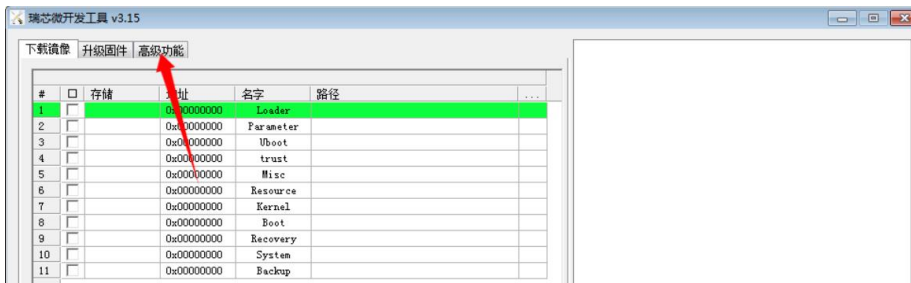 瑞芯微开发工具 v3.15
下载镜像 升级固件 高级功能
# 存储 地址 名字 路径 ...
1 0x00000000 Loader
2 0x00000000 Parameter
3 0x00000000 Uboot
4 0x00000000 trust
5 0x00000000 Misc
6 0x00000000 Resource
7 0x00000000 Kernel
8 0x00000000 Boot
9 0x00000000 Recovery
10 0x00000000 System
11 0x00000000 Backup